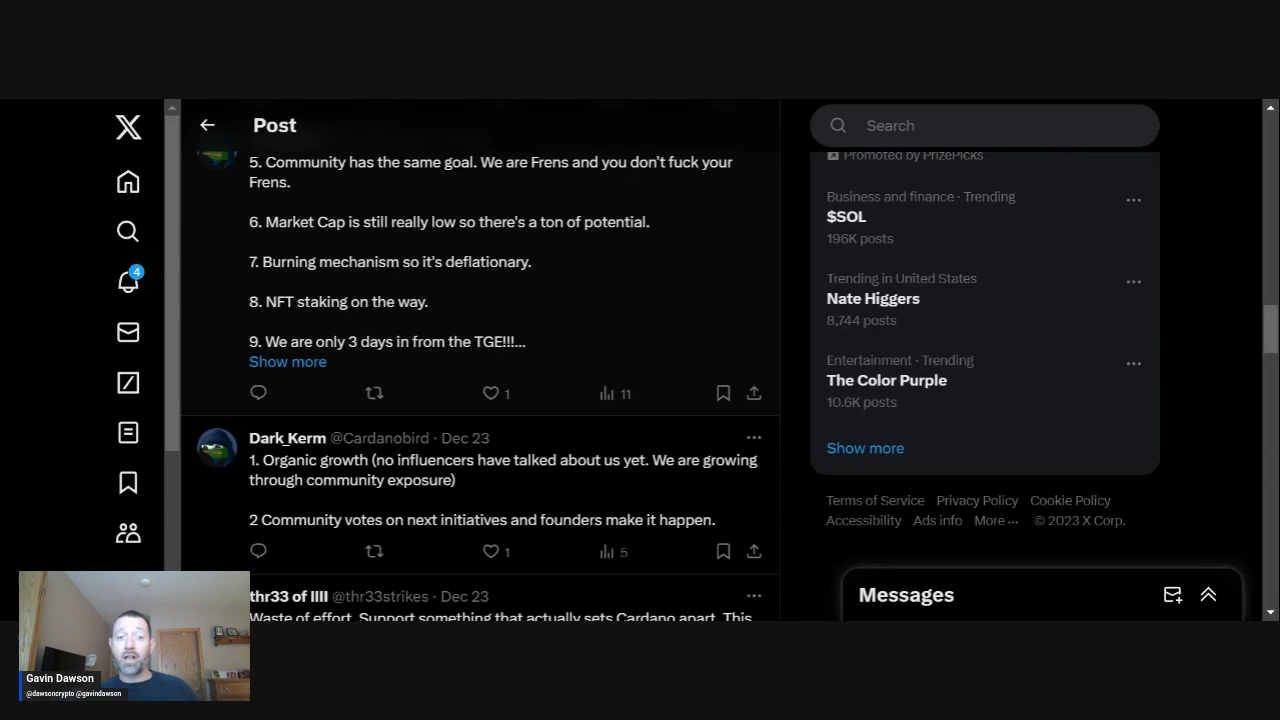 Post
5. Community has the same goal. We are Frens and you don't fuck your
Frens.
6. Market Cap is still really low so there's a ton of potential.
7. Burning mechanism so it's deflationary.
8. NFT staking on the way.
9. We are only 3 days in from the TGE!!!...
Show more
1
11
Dark_Kerm @Cardanobird · Dec 23
1. Organic growth (no influencers have talked about us yet. We are growing
through community exposure)
2 Community votes on next initiatives and founders make it happen.
1
5
thr33 of IIII @thr33strikes · Dec 23
Waste of effort. Support something that actually sets Cardano apart. This
Search
Promoted by PrizePicks
Business and finance · Trending
$SOL
196K posts
Trending in United States
Nate Higgers
8,744 posts
Entertainment · Trending
The Color Purple
10.6K posts
Show more
Terms of Service Privacy Policy Cookie Policy
Accessibility Ads info More ··· © 2023 X Corp.
Messages
4
Gavin Dawson
@dawsoncrypto @gavindawson